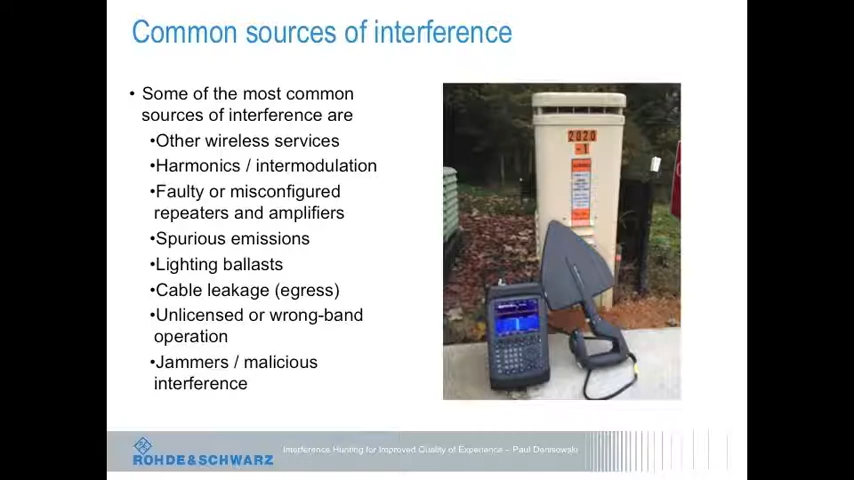 Common sources of interference
• Some of the most common
sources of interference are
•Other wireless services
•Harmonics / intermodulation
•Faulty or misconfigured
repeaters and amplifiers
•Spurious emissions
•Lighting ballasts
•Cable leakage (egress)
•Unlicensed or wrong-band
operation
•Jammers / malicious
interference
2020
-1
ROHDE&SCHWARZ
Interference Hunting for Improved Quality of Experience – Paul Denisowski